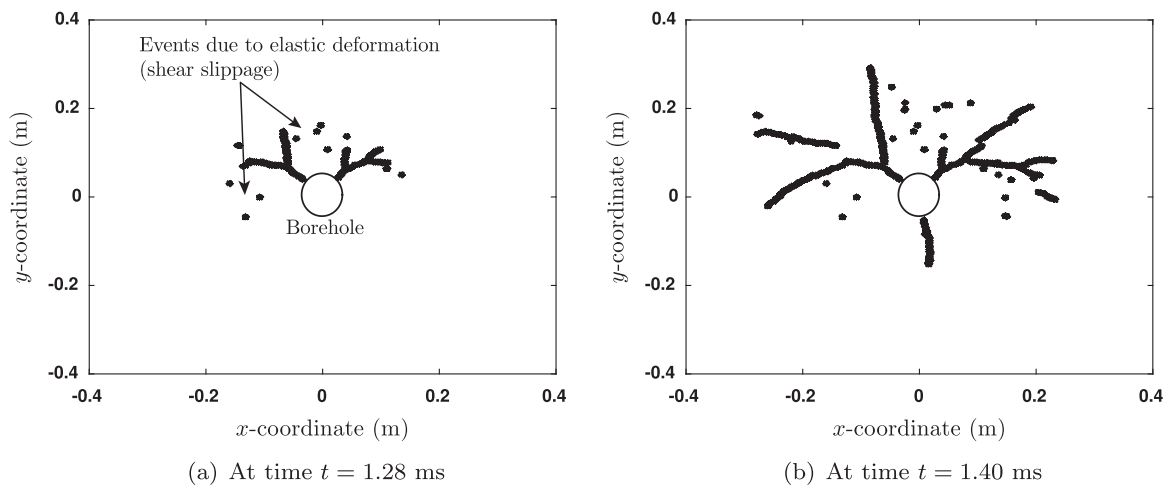 0.4
0.2
0
-0.2
-0.4
-0.4
-0.2
0
0.2
0.4
y-coordinate (m)
x-coordinate (m)
Events due to elastic deformation
(shear slippage)
Borehole
(a) At time t = 1.28 ms
0.4
0.2
0
-0.2
-0.4
-0.4
-0.2
0
0.2
0.4
y-coordinate (m)
x-coordinate (m)
(b) At time t = 1.40 ms